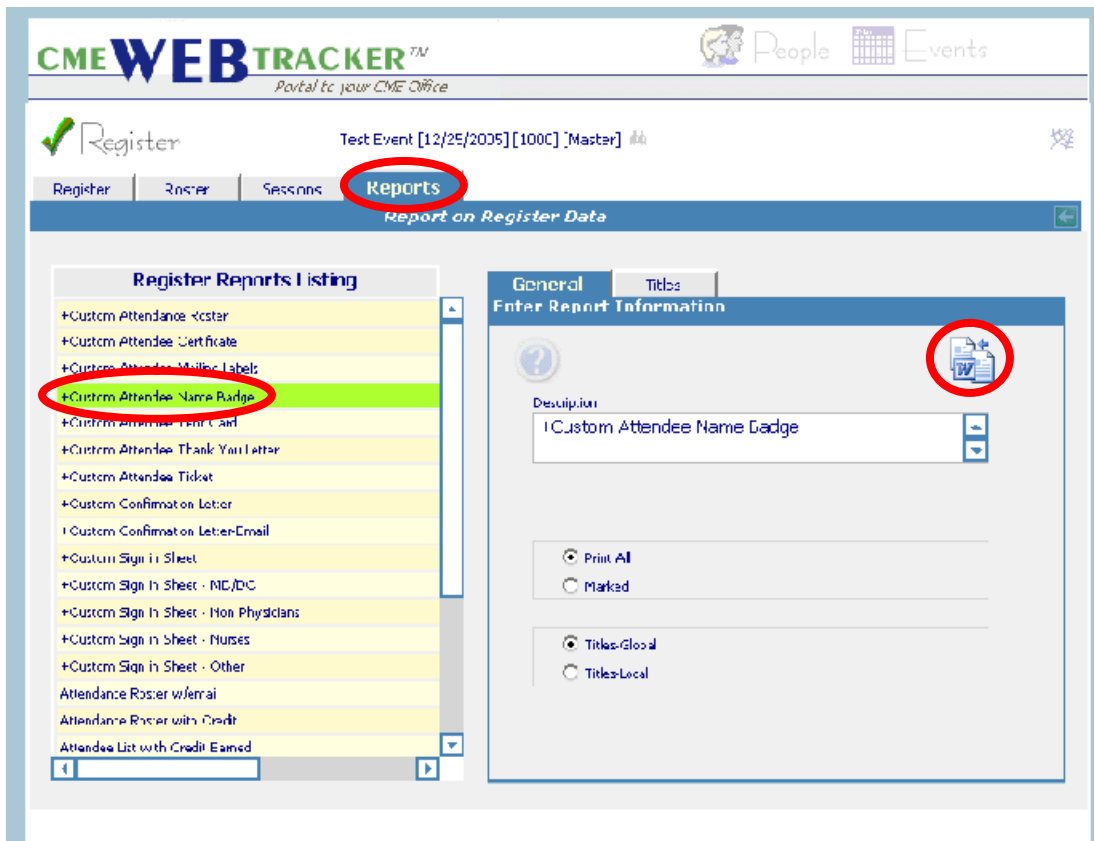 CME WEB TRACKER TM
Portal to your CME Office
People Events
Register
Test Event [12/25/2005] [1000] [Master]
Register Roster Sessions Reports
Report on Register Data
Register Reports Listing
+Custom Attendance Roster
+Custom Attendee Certificate
+Custom Attendee Mailing Labels
+Custom Attendee Name Badge
+Custom Attendee Tent Card
+Custom Attendee Thank You Letter
+Custom Attendee Ticket
+Custom Confirmation Letter
+Custom Confirmation Letter-Email
+Custom Sign in Sheet
+Custom Sign in Sheet - MD/DO
+Custom Sign in Sheet - Non Physicians
+Custom Sign in Sheet - Nurses
+Custom Sign in Sheet - Other
Attendance Roster w/email
Attendance Roster with Credit
Attendee List with Credit Earned
General Titles
Enter Report Information
?
W
Description
+Custom Attendee Name Badge
Print All
Marked
Titles-Global
Titles-Local